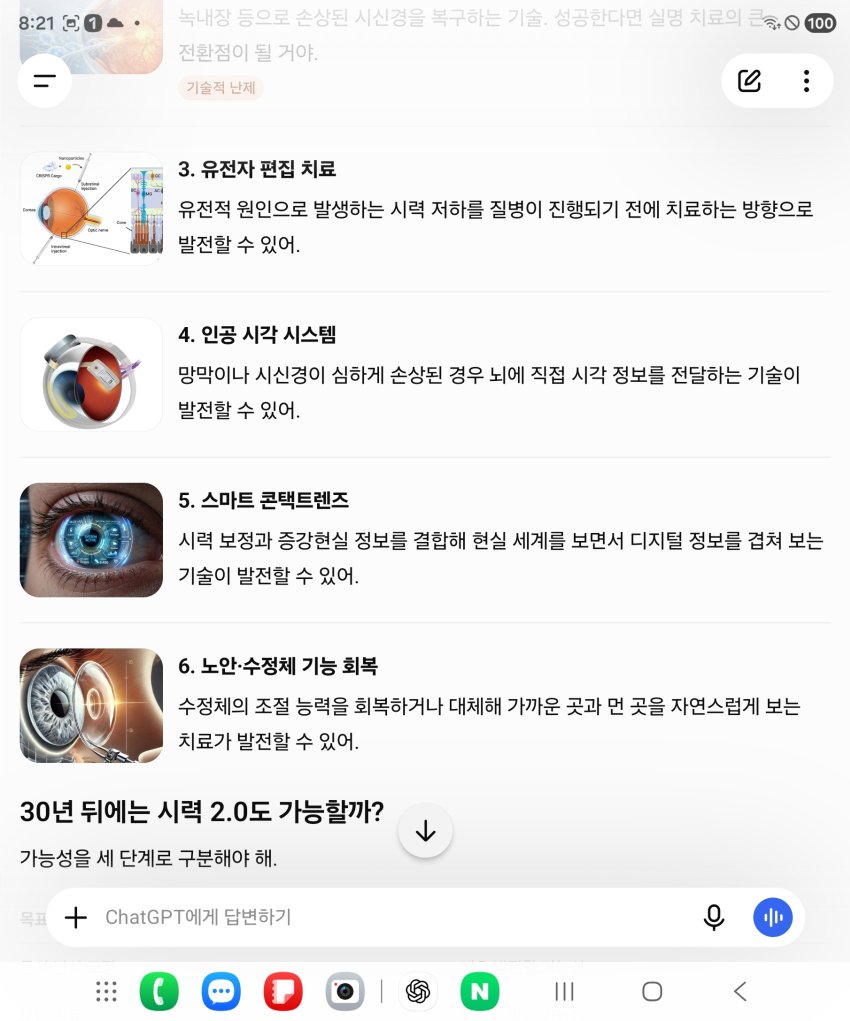 8:21
1
100
녹내장 등으로 손상된 시신경을 복구하는 기술. 성공한다면 실명 치료의 큰
전환점이 될 거야.
기술적 난제
Nanoparticles
CRISPR Cargo
Subretinal
injection
Cornea
Optic nerve
Cone
Intravitreal
injection
3. 유전자 편집 치료
유전적 원인으로 발생하는 시력 저하를 질병이 진행되기 전에 치료하는 방향으로
발전할 수 있어.
4. 인공 시각 시스템
망막이나 시신경이 심하게 손상된 경우 뇌에 직접 시각 정보를 전달하는 기술이
발전할 수 있어.
5. 스마트 콘택트렌즈
시력 보정과 증강현실 정보를 결합해 현실 세계를 보면서 디지털 정보를 겹쳐 보는
기술이 발전할 수 있어.
6. 노안·수정체 기능 회복
수정체의 조절 능력을 회복하거나 대체해 가까운 곳과 먼 곳을 자연스럽게 보는
치료가 발전할 수 있어.
30년 뒤에는 시력 2.0도 가능할까?
가능성을 세 단계로 구분해야 해.
목표
ChatGPT에게 답변하기
N